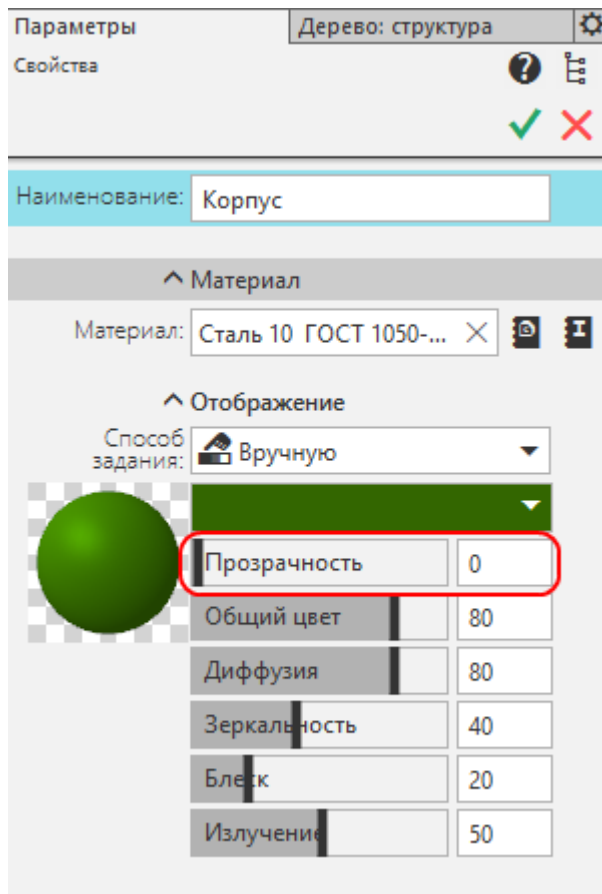 Параметры
Дерево: структура
Свойства
Наименование: Корпус
Материал
Материал: Сталь 10 ГОСТ 1050-...
Отображение
Способ
задания: Вручную
Прозрачность 0
Общий цвет 80
Диффузия 80
Зеркальность 40
Блеск 20
Излучение 50